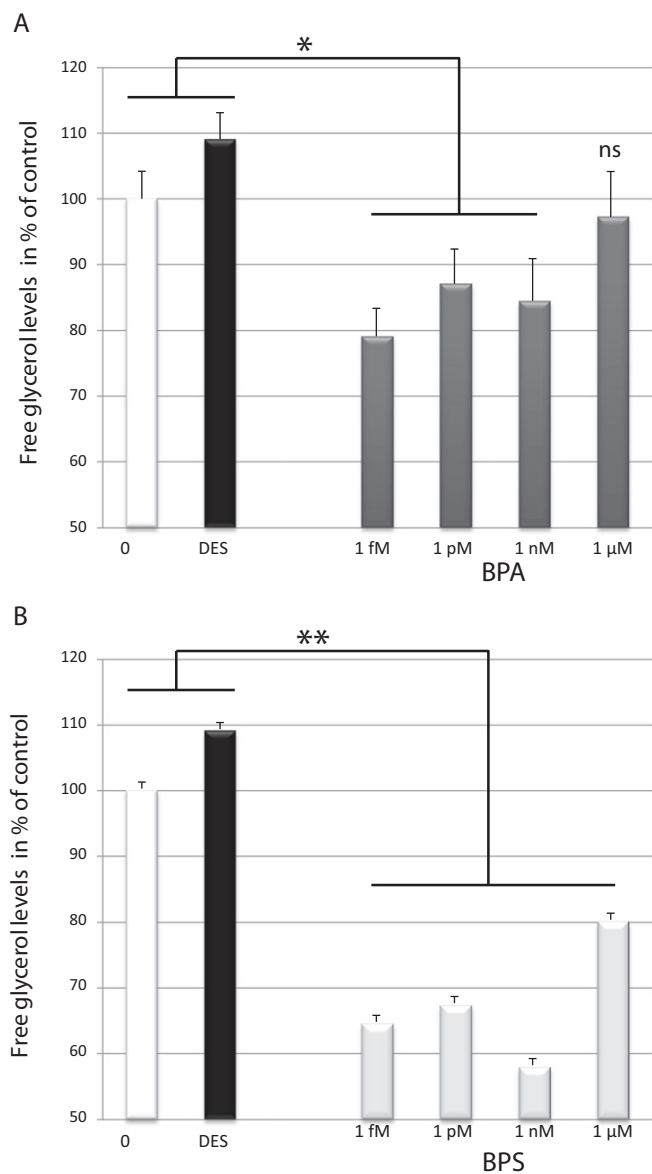 A
*
120
110
ns
100
90
80
70
60
50
Free glycerol levels in % of control
0 DES 1 fM 1 pM 1 nM 1 µM
BPA
B
**
120
110
100
90
80
70
60
50
Free glycerol levels in % of control
0 DES 1 fM 1 pM 1 nM 1 µM
BPS